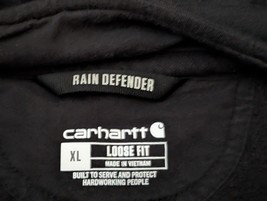 RAIN DEFENDER
carhartt
XL LOOSE FIT
MADE IN VIETNAM
BUILT TO SERVE AND PROTECT
HARDWORKING PEOPLE